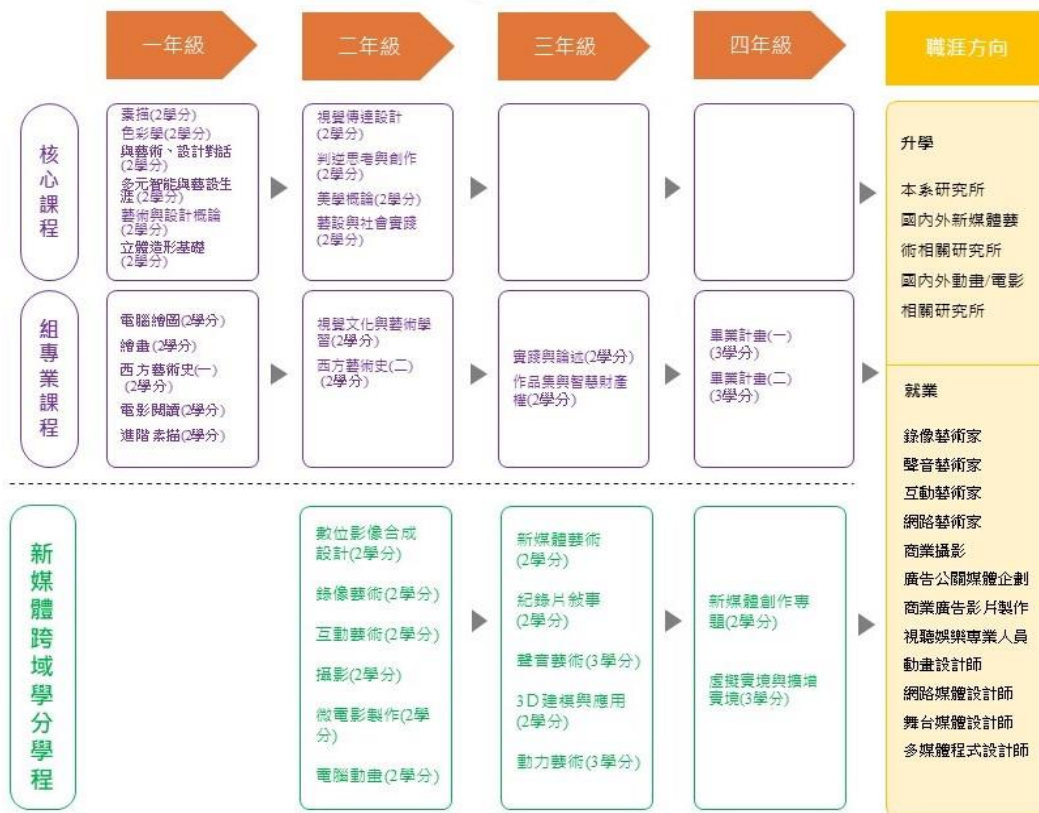 一年級
二年級
三年級
四年級
職涯方向
核心課程
素描(2學分)
色彩學(2學分)
與藝術、設計對話
(2學分)
多元智能與藝設生
涯(2學分)
藝術與設計概論
(2學分)
立體造形基礎
(2學分)
視覺傳達設計
(2學分)
判逆思考與創作
(2學分)
美學概論(2學分)
藝設與社會實踐
(2學分)
組專業課程
電腦繪圖(2學分)
繪畫(2學分)
西方藝術史(一)
(2學分)
電影閱讀(2學分)
進階素描(2學分)
視覺文化與藝術學
習(2學分)
西方藝術史(二)
(2學分)
實踐與論述(2學分)
作品集與智慧財產
權(2學分)
畢業計畫(一)
(3學分)
畢業計畫(二)
(3學分)
新媒體跨域學分學程
數位影像合成
設計(2學分)
錄像藝術(2學分)
互動藝術(2學分)
攝影(2學分)
微電影製作(2學
分)
電腦動畫(2學分)
新媒體藝術
(2學分)
紀錄片敘事
(2學分)
聲音藝術(3學分)
3D建模與應用
(2學分)
動力藝術(3學分)
新媒體創作專
題(2學分)
虛擬實境與擴增
實境(3學分)
升學
本系研究所
國內外新媒體藝
術相關研究所
國內外動畫/電影
相關研究所
就業
錄像藝術家
聲音藝術家
互動藝術家
網路藝術家
商業攝影
廣告公關媒體企劃
商業廣告影片製作
視聽娛樂專業人員
動畫設計師
網路媒體設計師
舞台媒體設計師
多媒體程式設計師